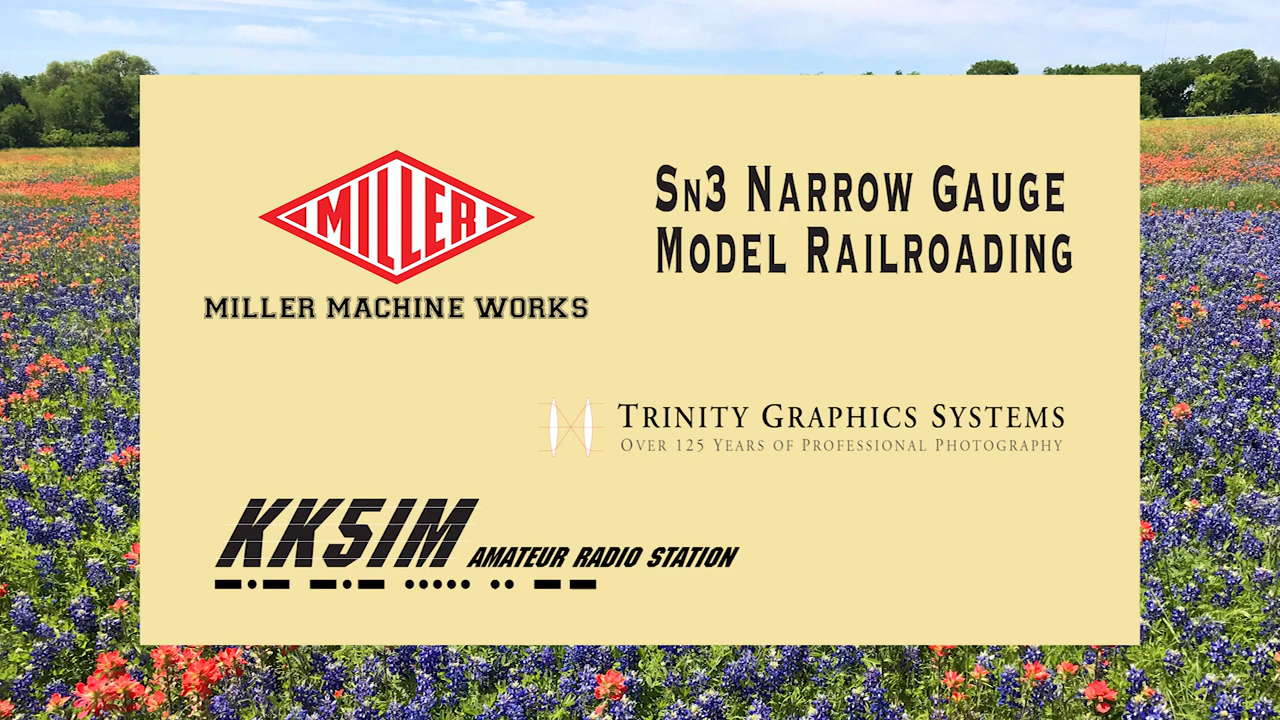 MILLER
MILLER MACHINE WORKS
Sn3 Narrow Gauge
Model Railroading
Trinity Graphics Systems
Over 125 Years of Professional Photography
KK5IM
AMATEUR RADIO STATION